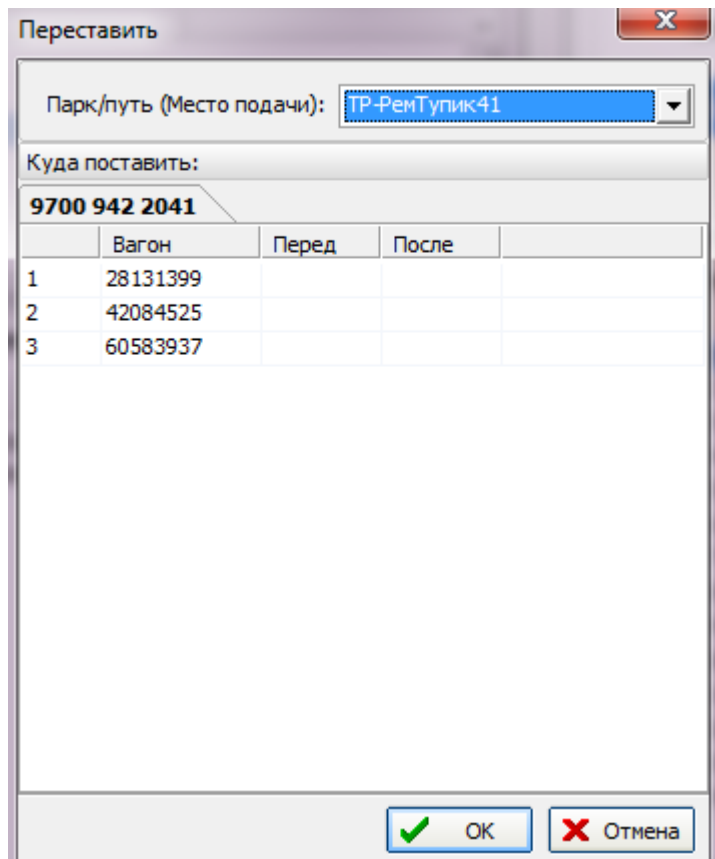 Переставить
Парк/путь (Место подачи): ТР-РемТупик41
Куда поставить:
9700 942 2041
Вагон Перед После
1 28131399
2 42084525
3 60583937
OK Отмена